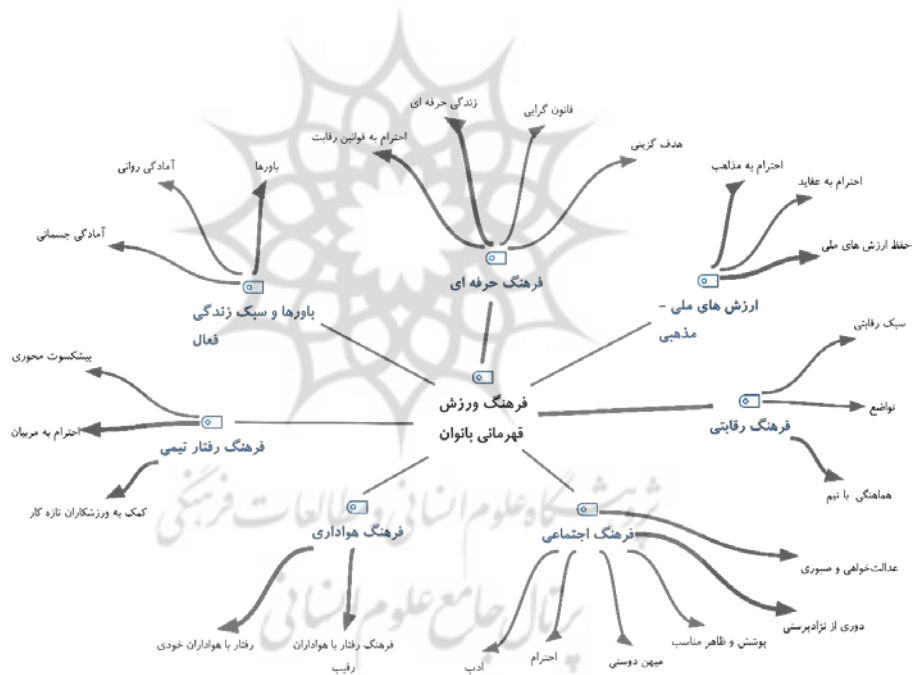 زندگی حرفه ای
قانون گرایی
احترام به قوانین رقابت
هدف گزینی
آمادگی روانی
باورها
احترام به مذاهب
احترام به عقاید
آمادگی جسمانی
حفظ ارزش های ملی
فرهنگ حرفه ای
باورها و سبک زندگی
فعال
ارزش های ملی -
مذهبی
سبک رقابتی
پیشکسوت محوری
فرهنگ ورزش
قهرمانی بانوان
تواضع
فرهنگ رقابتی
احترام به مربیان
فرهنگ رفتار تیمی
هماهنگی با تیم
کمک به ورزشکاران تازه کار
پژوهشگاه علوم انسانی و مطالعات فرهنگی
فرهنگ هواداری
فرهنگ اجتماعی
عدالت‌خواهی و صبوری
پرتال جامع علوم انسانی
دوری از نژادپرستی
رفتار با هواداران خودی
فرهنگ رفتار با هواداران
رقیب
ادب
احترام
میهن دوستی
پوشش و ظاهر مناسب